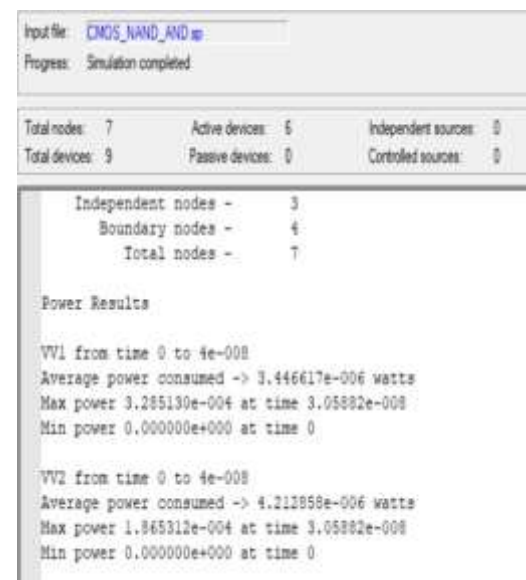 Input file: CMOS_NAND_AND.sp
Progress: Simulation completed
Total nodes: 7 Active devices: 6 Independent sources: 0
Total devices: 9 Passive devices: 0 Controlled sources: 0
Independent nodes - 3
Boundary nodes - 4
Total nodes - 7
Power Results
VV1 from time 0 to 4e-008
Average power consumed -> 3.446617e-006 watts
Max power 3.285130e-004 at time 3.05882e-008
Min power 0.000000e+000 at time 0
VV2 from time 0 to 4e-008
Average power consumed -> 4.212858e-006 watts
Max power 1.865312e-004 at time 3.05882e-008
Min power 0.000000e+000 at time 0